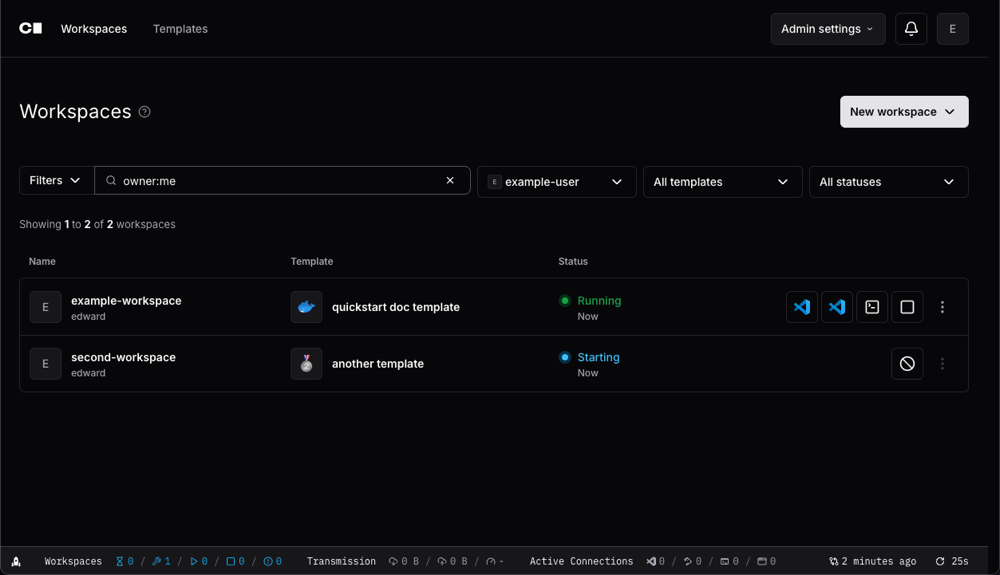 Workspaces Templates Admin settings E
Workspaces
New workspace
Filters owner:me E example-user All templates All statuses
Showing 1 to 2 of 2 workspaces
Name Template Status
E example-workspace quickstart doc template Running
edward Now
E second-workspace another template Starting
edward Now
Workspaces 0 / 1 / 0 / 0 / 0 Transmission 0 B / 0 B / - Active Connections 0 / 0 / 0 / 0 2 minutes ago 25s